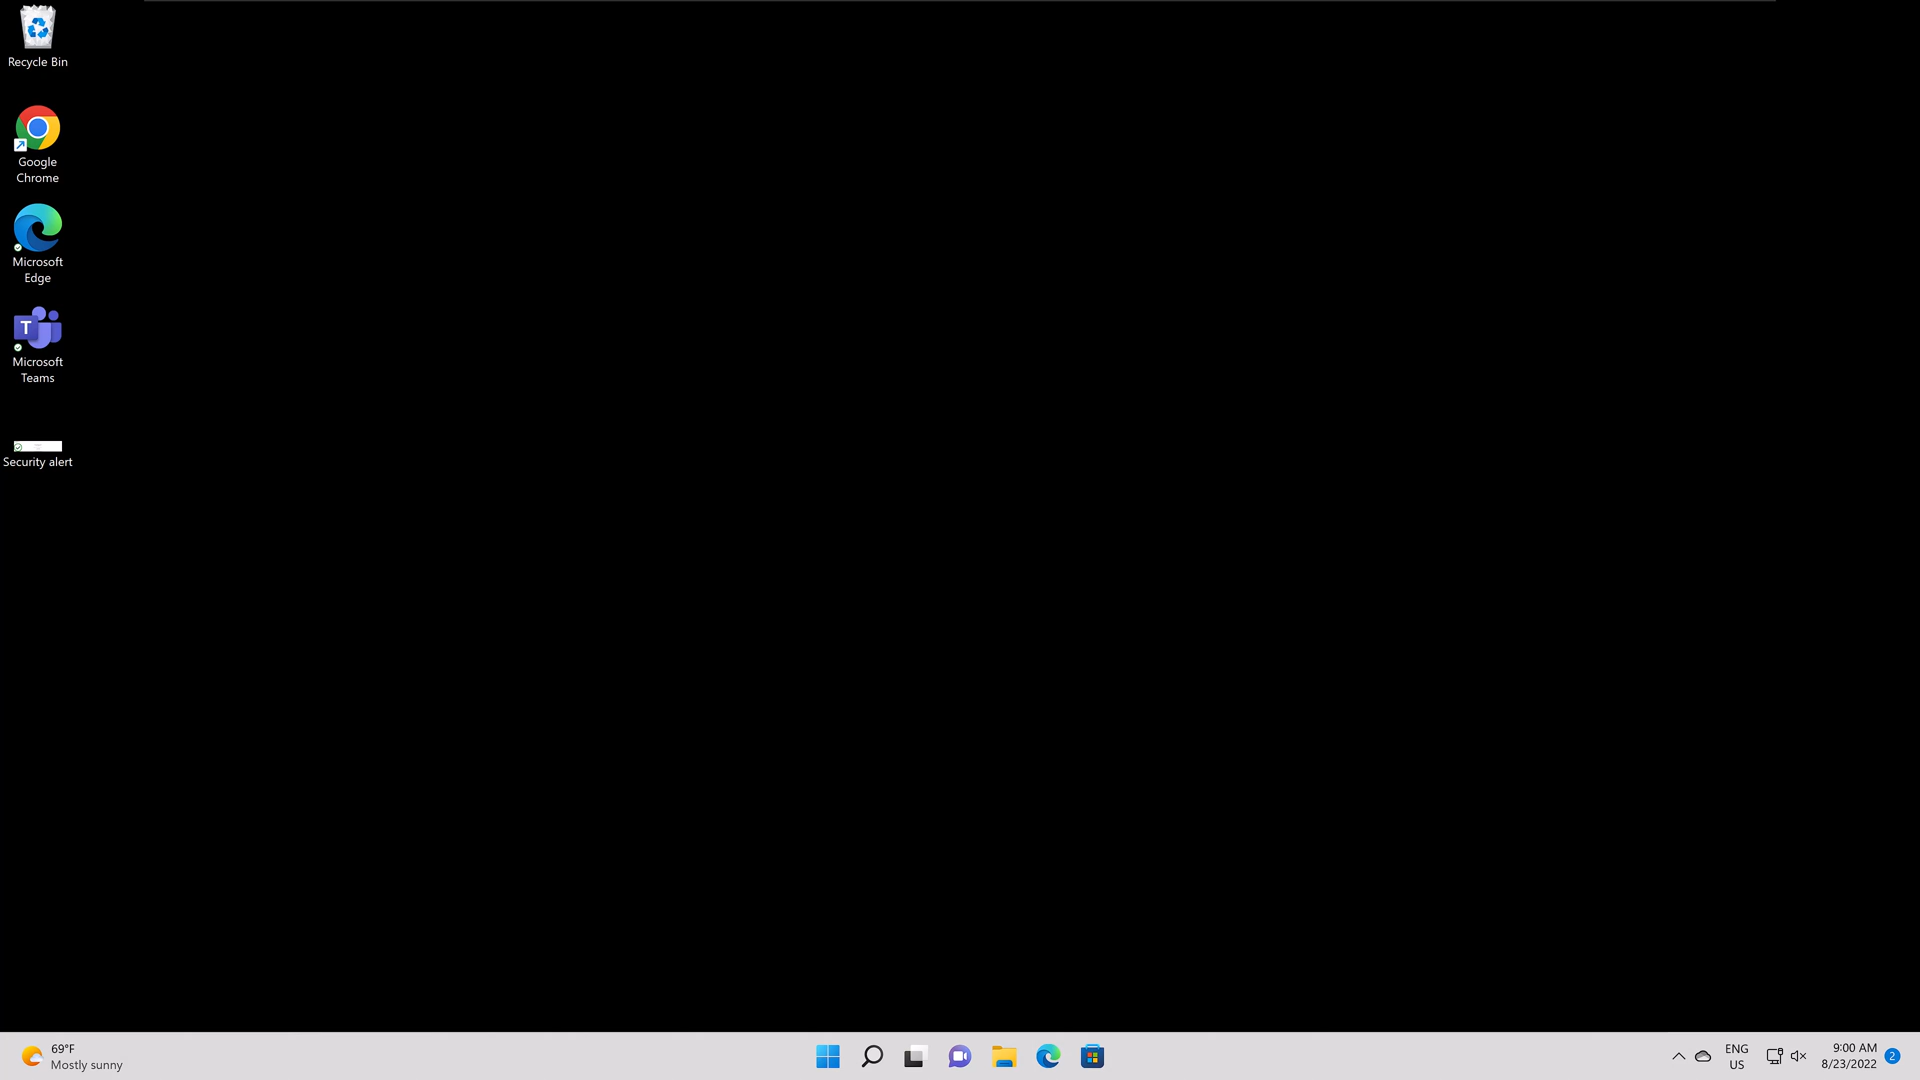 Recycle Bin
Google
Chrome
Microsoft
Edge
T
Microsoft
Teams
Security alert
69°F
Mostly sunny
ENG
US
9:00 AM
8/23/2022
2